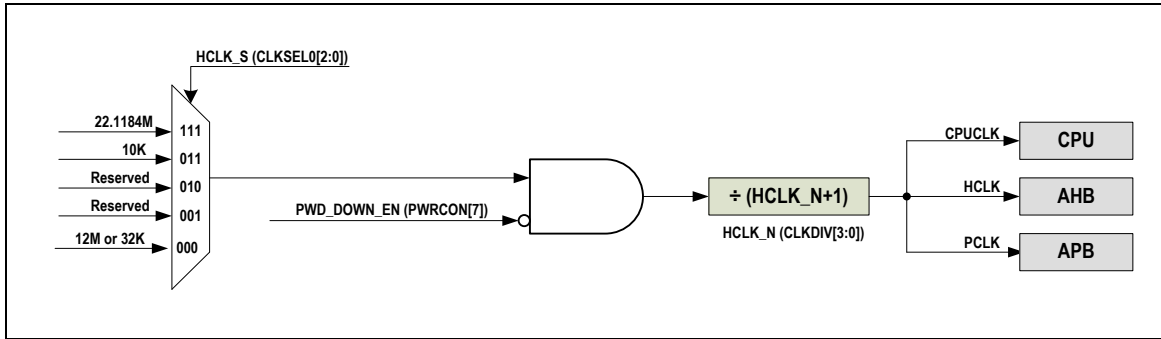 HCLK_S (CLKSEL0[2:0])
22.1184M
111
10K
011
Reserved
010
Reserved
001
12M or 32K
000
PWD_DOWN_EN (PWRCON[7])
÷ (HCLK_N+1)
HCLK_N (CLKDIV[3:0])
CPUCLK
CPU
HCLK
AHB
PCLK
APB